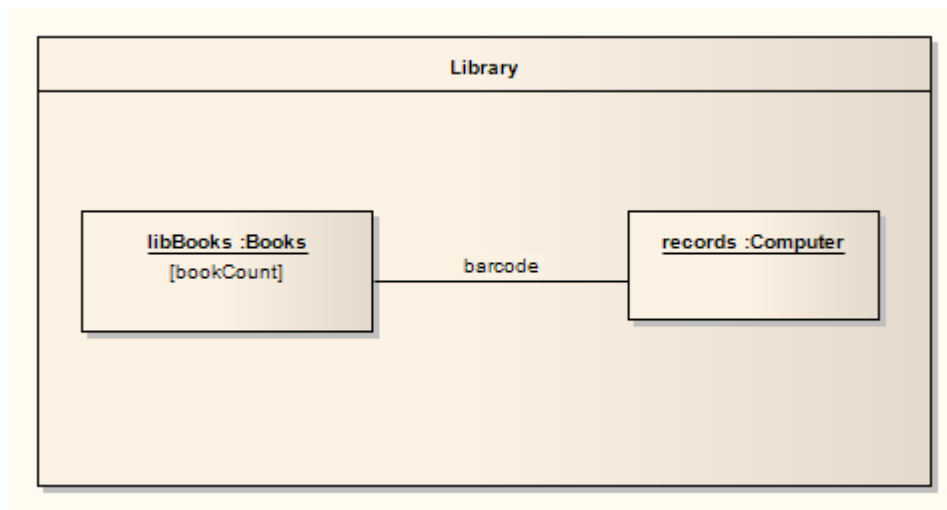 Library
libBooks :Books
[bookCount]
barcode
records :Computer